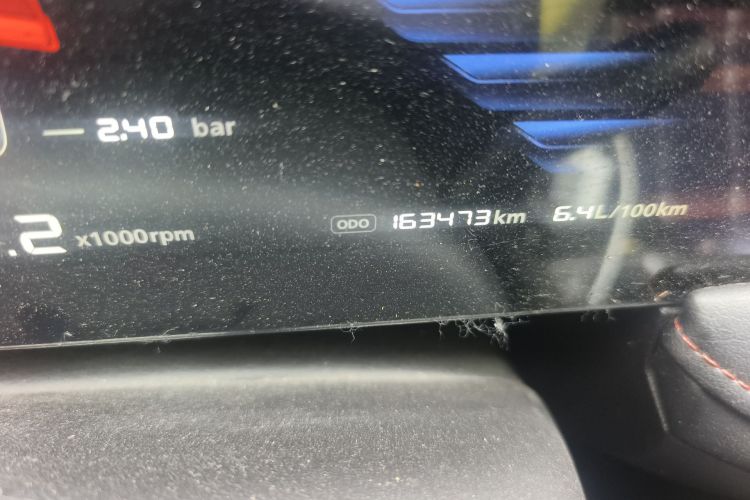 2.40 bar
.2 x1000rpm
ODO 163473km 6.4L/100km